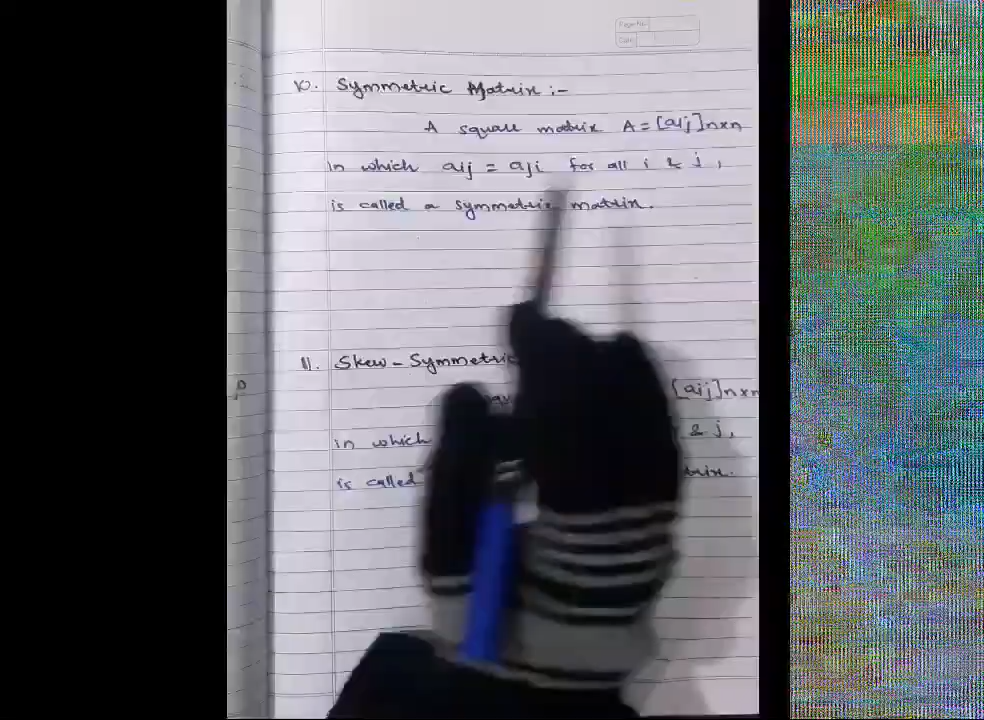 Page No.
Date
10. Symmetric Matrix :-
A square matrix A = [aij]nxn
in which aij = aji for all i & j,
is called a symmetric matrix.
11. Skew - Symmetric
[aij]nxn
in which & j,
is called